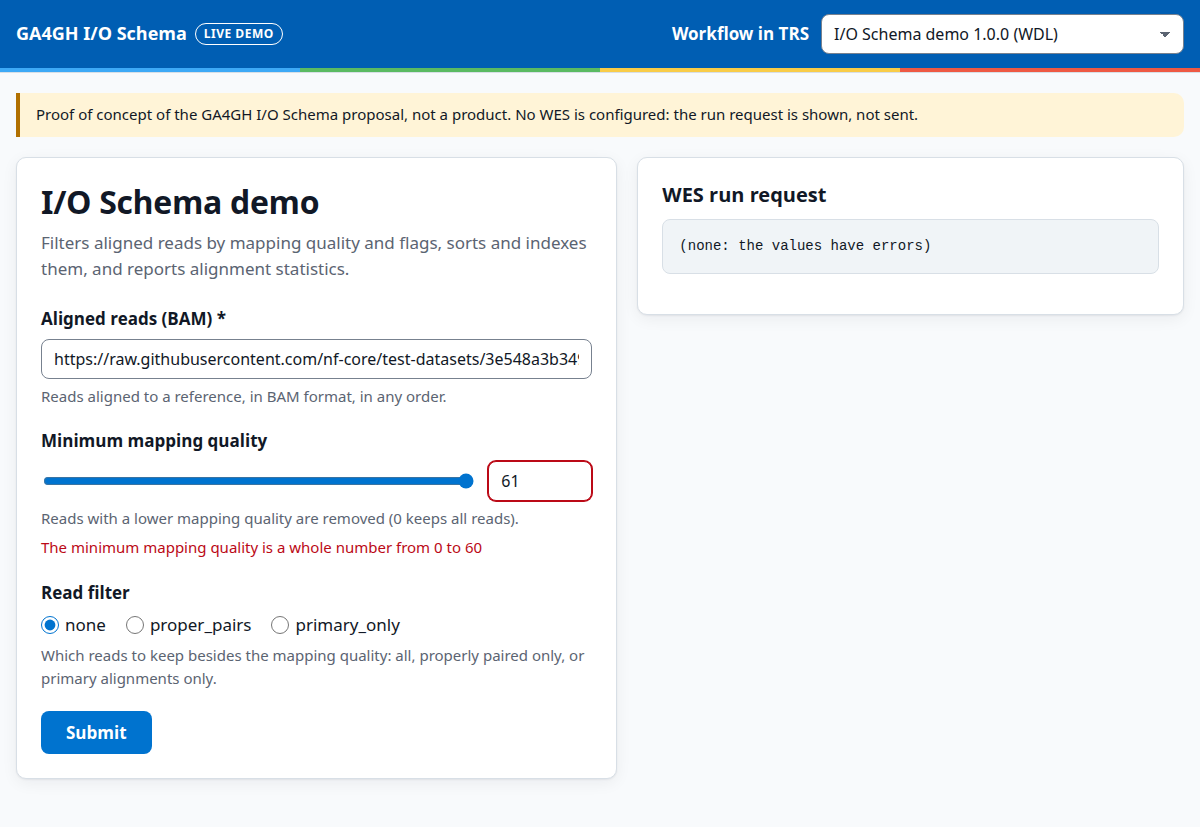 GA4GH I/O Schema
LIVE DEMO
Workflow in TRS
I/O Schema demo 1.0.0 (WDL)
Proof of concept of the GA4GH I/O Schema proposal, not a product. No WES is configured: the run request is shown, not sent.
I/O Schema demo
Filters aligned reads by mapping quality and flags, sorts and indexes
them, and reports alignment statistics.
Aligned reads (BAM) *
https://raw.githubusercontent.com/nf-core/test-datasets/3e548a3b34
Reads aligned to a reference, in BAM format, in any order.
Minimum mapping quality
61
Reads with a lower mapping quality are removed (0 keeps all reads).
The minimum mapping quality is a whole number from 0 to 60
Read filter
none proper_pairs primary_only
Which reads to keep besides the mapping quality: all, properly paired only, or
primary alignments only.
Submit
WES run request
(none: the values have errors)